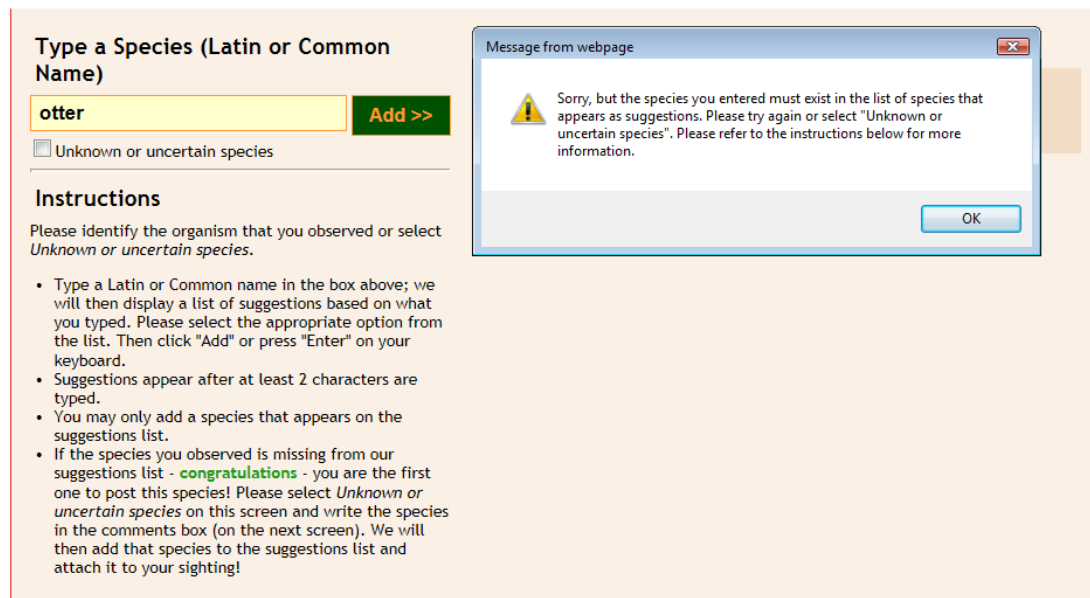 Type a Species (Latin or Common
Name)
otter
Add >>
Unknown or uncertain species
Instructions
Please identify the organism that you observed or select
Unknown or uncertain species.
• Type a Latin or Common name in the box above; we
will then display a list of suggestions based on what
you typed. Please select the appropriate option from
the list. Then click "Add" or press "Enter" on your
keyboard.
• Suggestions appear after at least 2 characters are
typed.
• You may only add a species that appears on the
suggestions list.
• If the species you observed is missing from our
suggestions list - congratulations - you are the first
one to post this species! Please select Unknown or
uncertain species on this screen and write the species
in the comments box (on the next screen). We will
then add that species to the suggestions list and
attach it to your sighting!
Message from webpage
Sorry, but the species you entered must exist in the list of species that
appears as suggestions. Please try again or select "Unknown or
uncertain species". Please refer to the instructions below for more
information.
OK